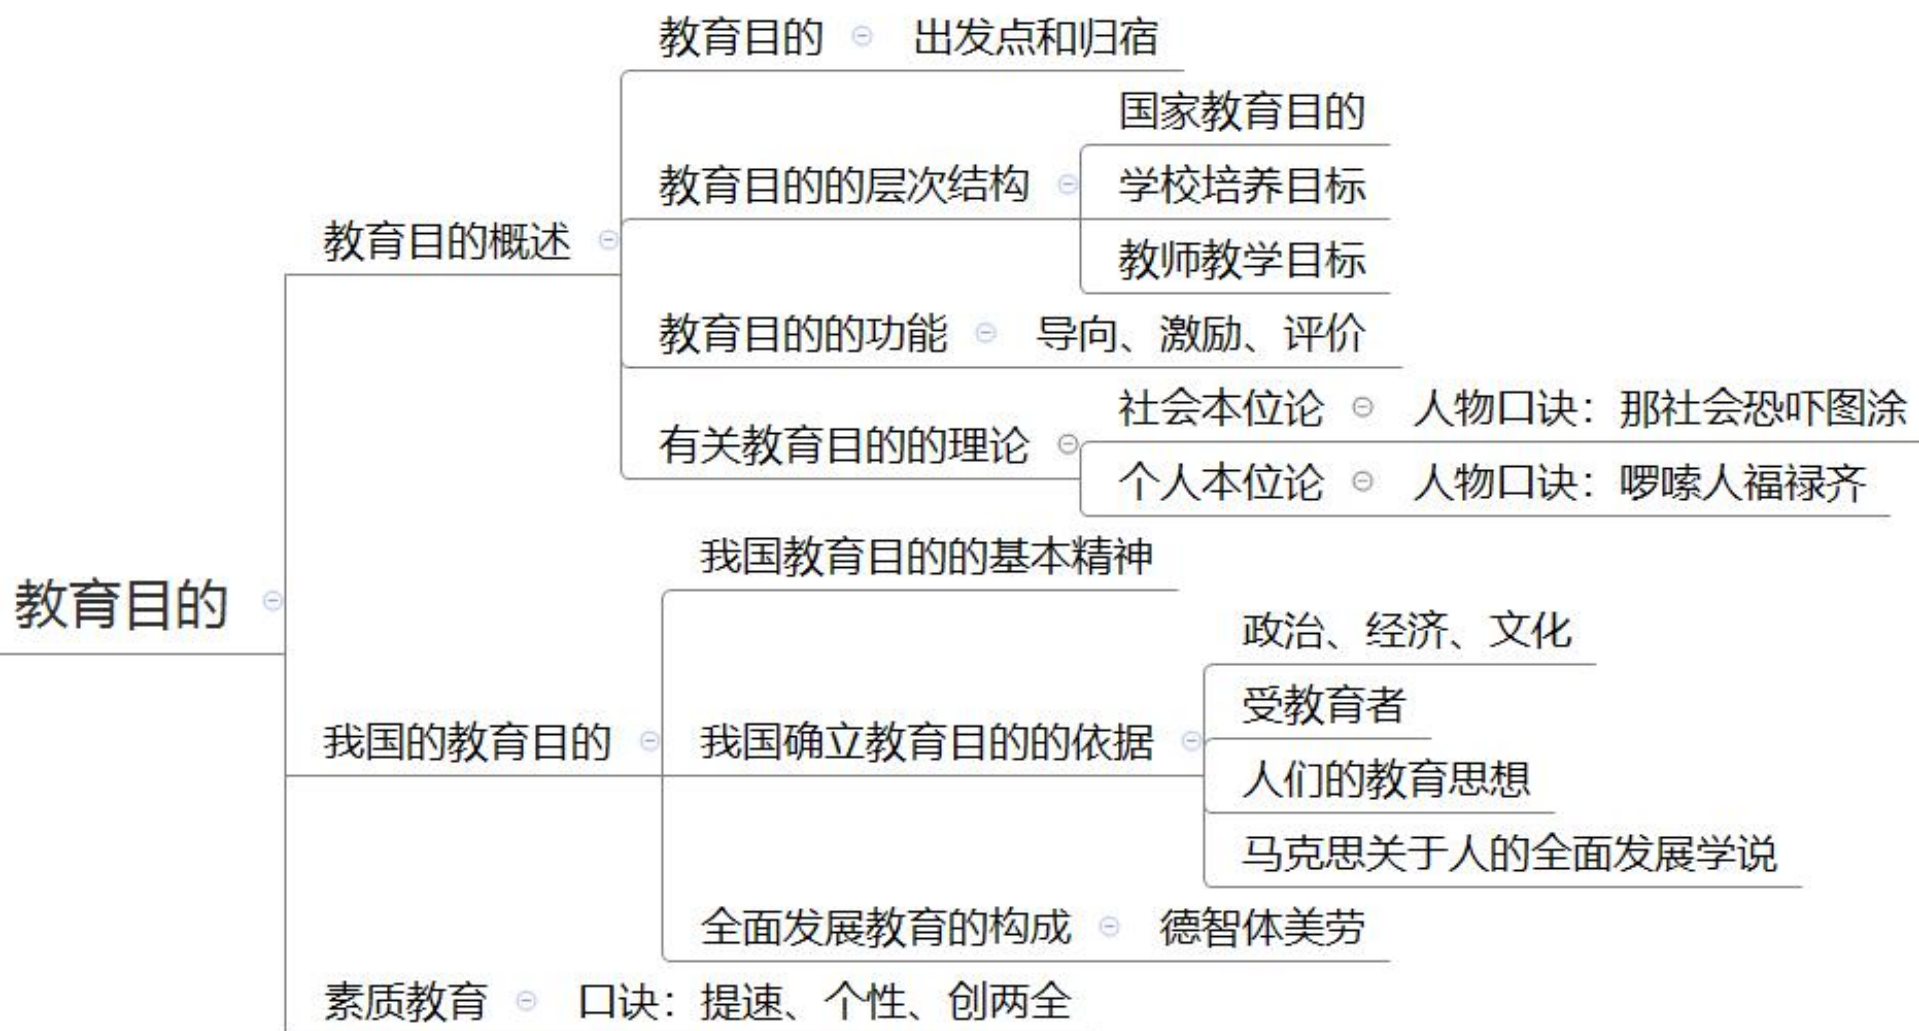 教育目的 出发点和归宿
国家教育目的
教育目的的层次结构 学校培养目标
教师教学目标
教育目的概述
教育目的的功能 导向、激励、评价
社会本位论 人物口诀：那社会恐吓图涂
有关教育目的的理论
个人本位论 人物口诀：啰嗦人福禄齐
我国教育目的的基本精神
教育目的
政治、经济、文化
受教育者
我国的教育目的 我国确立教育目的的依据
人们的教育思想
马克思关于人的全面发展学说
全面发展教育的构成 德智体美劳
素质教育 口诀：提速、个性、创两全